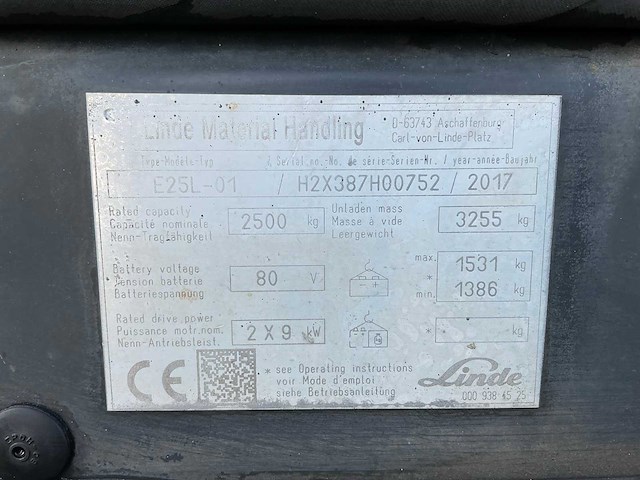 Linde Material Handling
D-63743 Aschaffenburg
Carl-von-Linde-Platz
Type-Modele-Typ / Serial no.-No. de série-Serien-Nr. / year-année-Baujahr
E25L-01 / H2X387H00752 / 2017
Rated capacity
Capacité nominale
Nenn-Tragfähigkeit
2500 kg
Unladen mass
Masse à vide
Leergewicht
3255 kg
Battery voltage
Tension batterie
Batteriespannung
80 V
max. 1531 kg
*
min. 1386 kg
Rated drive power
Puissance motr.nom.
Nenn-Antriebsleist.
2X9 kW
* - kg
CE
* see Operating instructions
voir Mode d'emploi
siehe Betriebsanleitung
Linde
000 938 45 25